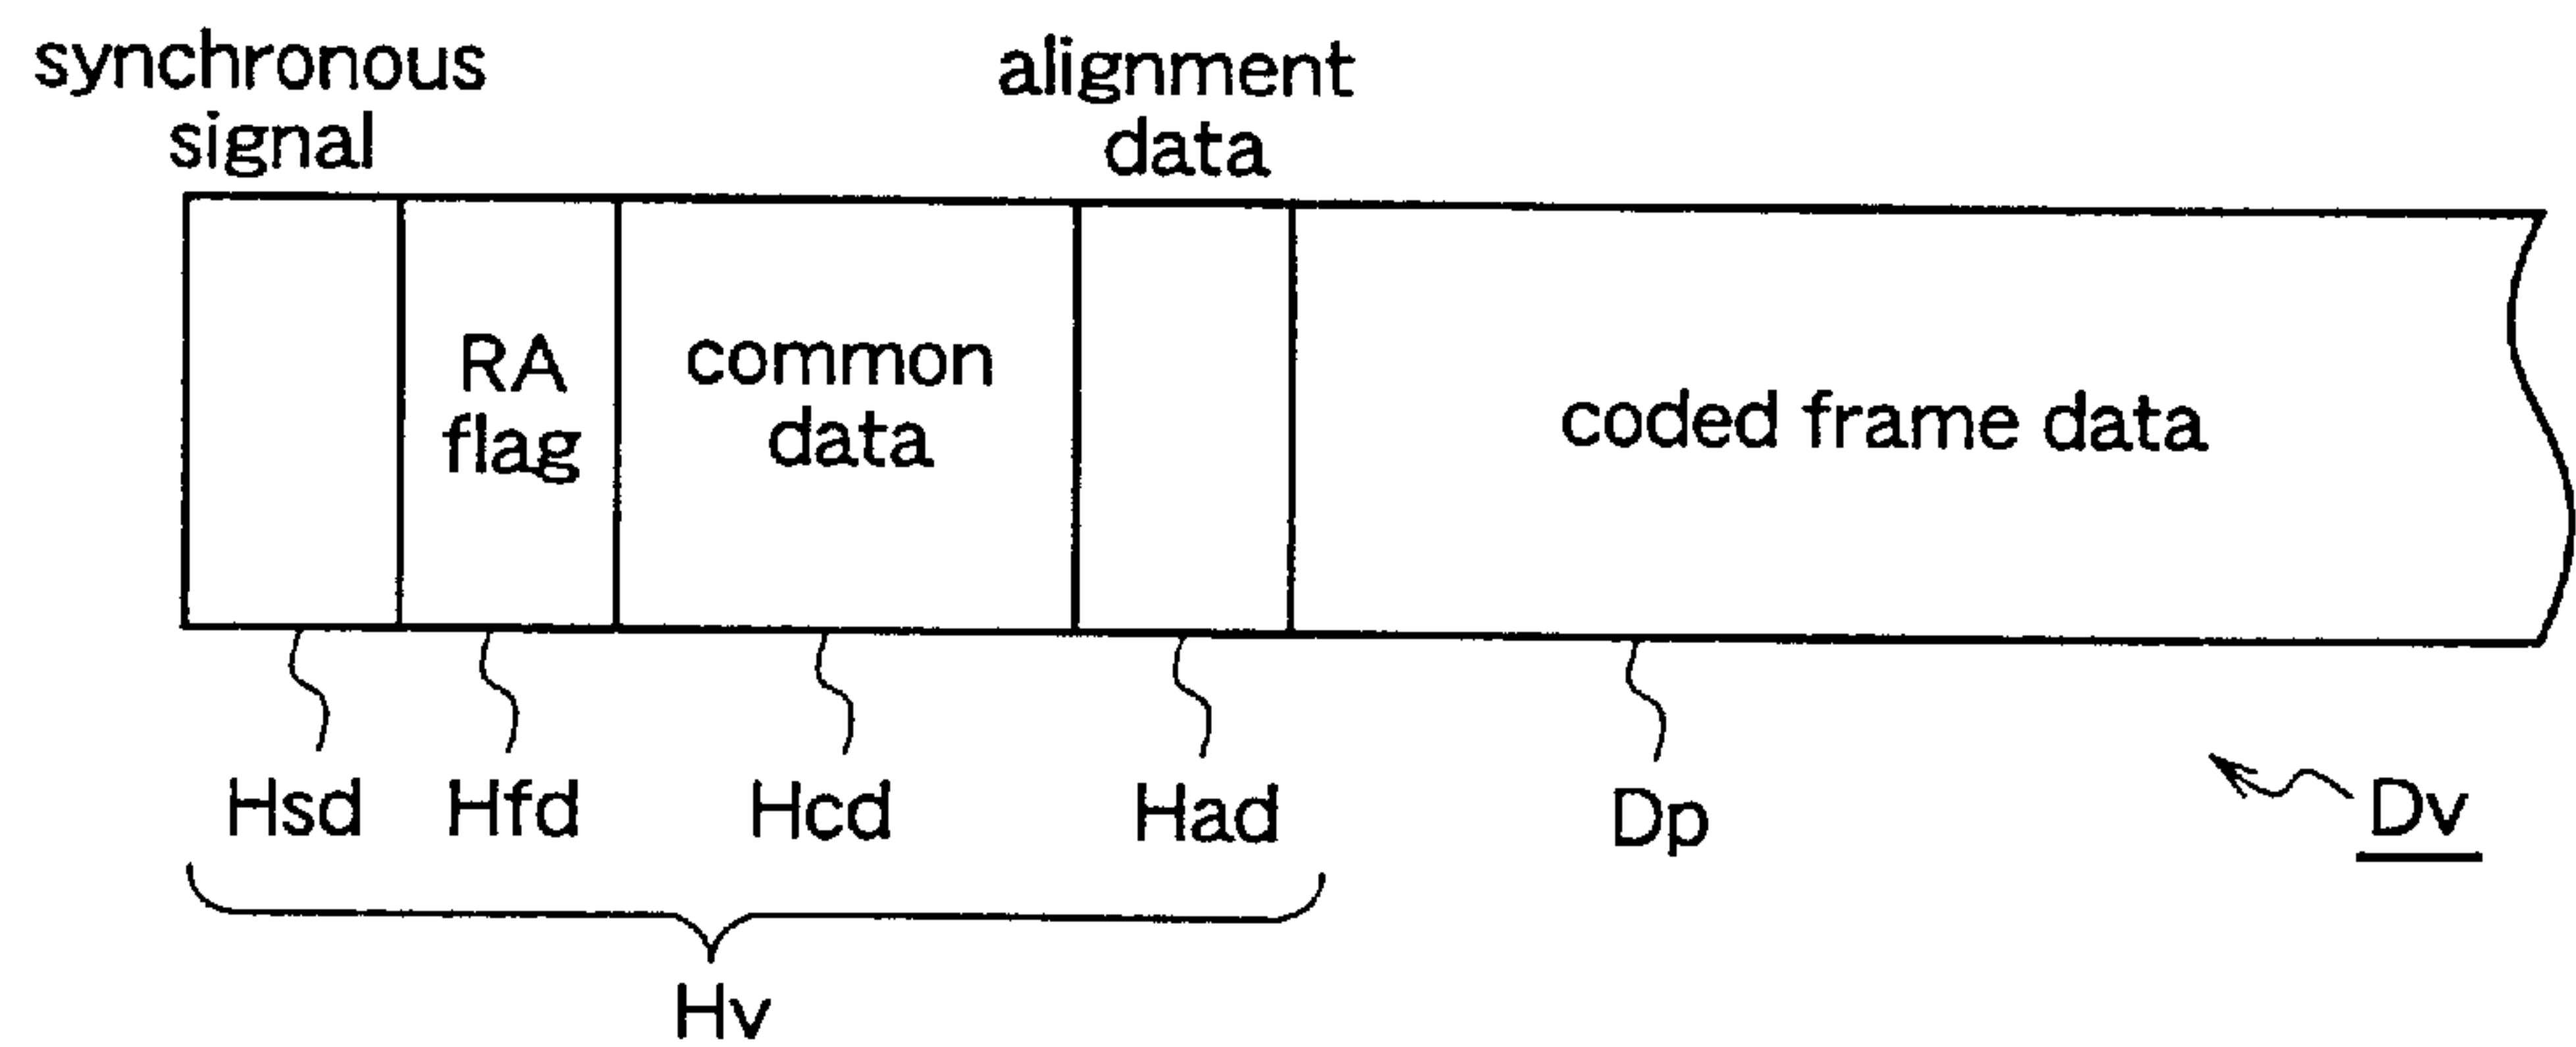 synchronous
signal
alignment
data
RA
flag
common
data
coded frame data
Hsd
Hfd
Hcd
Had
Dp
Dv
Hv